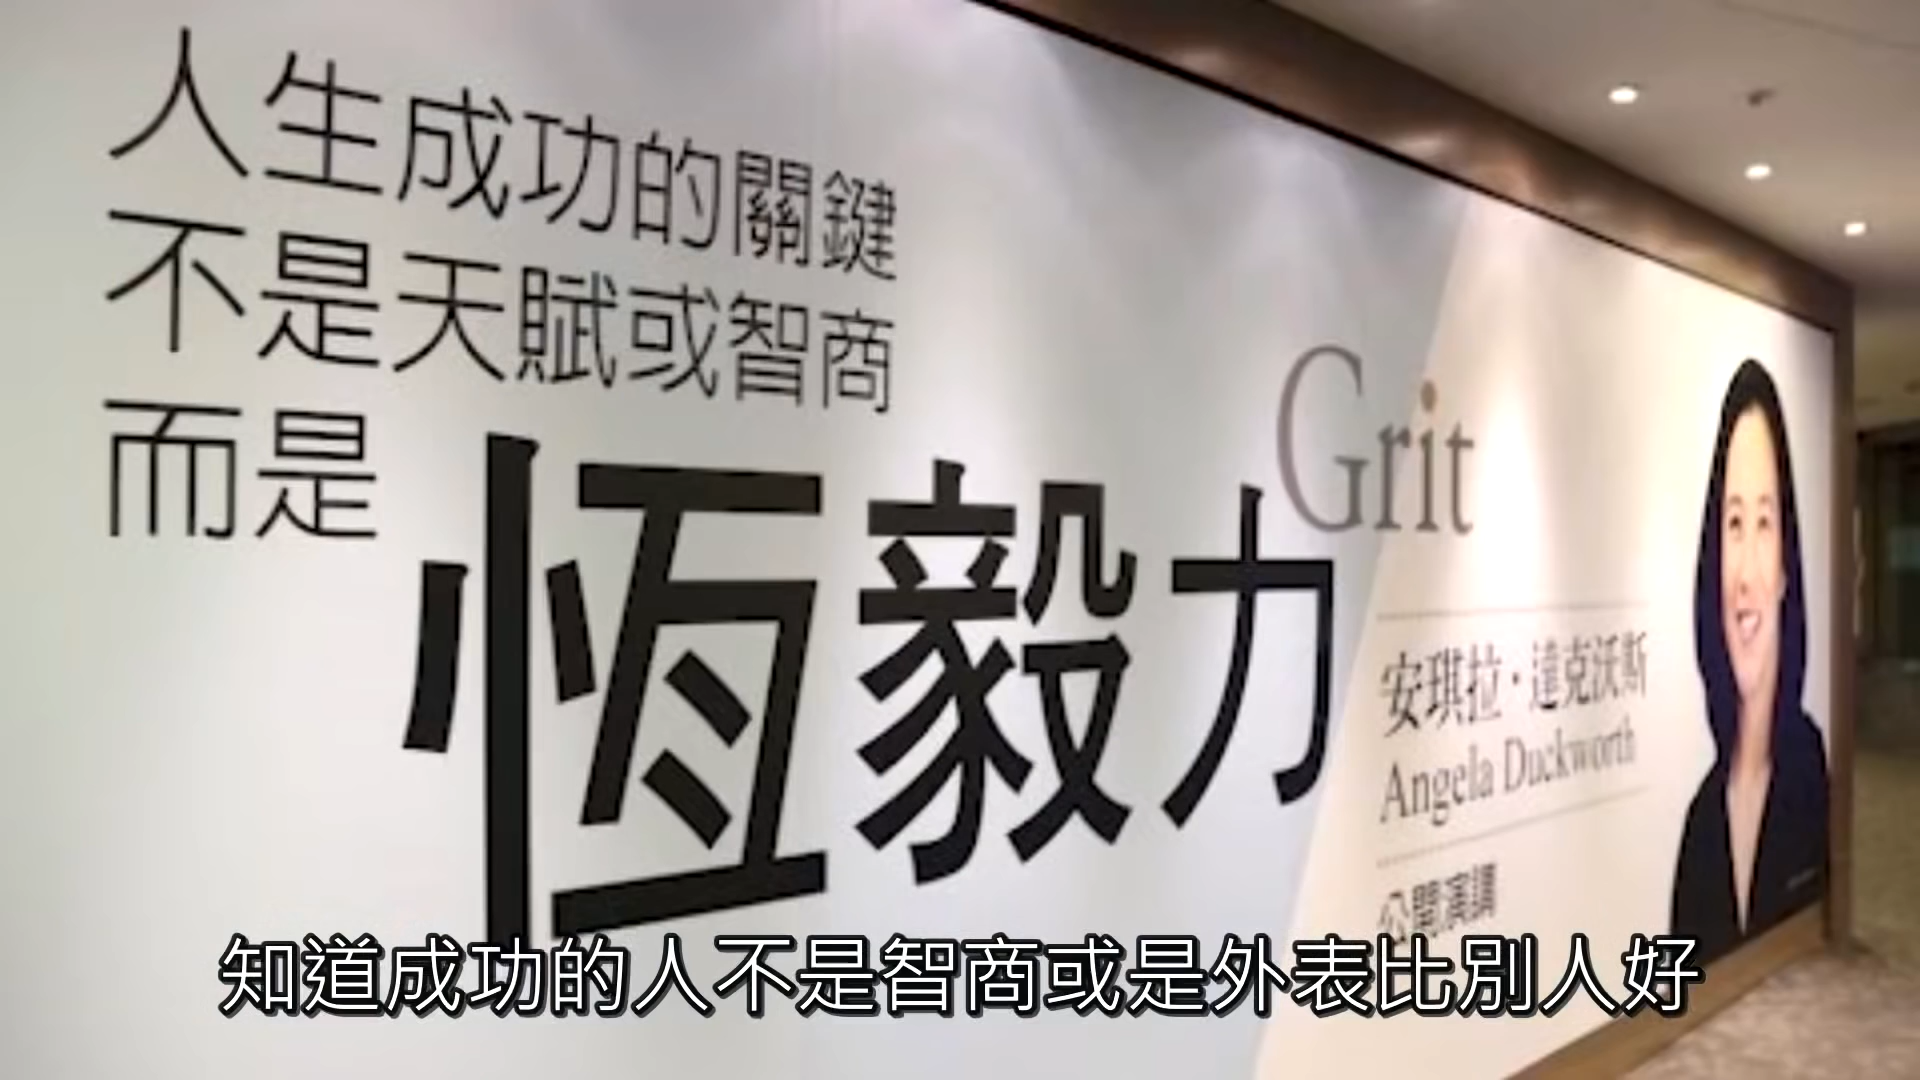 人生成功的關鍵
不是天賦或智商
而是
恆毅力
Grit
安琪拉·達克沃斯
Angela Duckworth
公開演講
知道成功的人不是智商或是外表比別人好